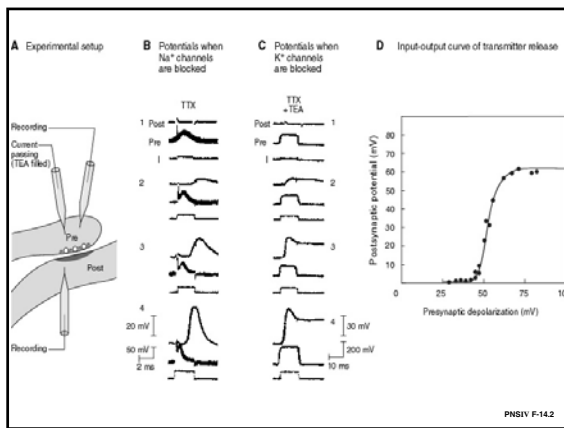 A Experimental setup
B Potentials when
Na⁺ channels
are blocked
C Potentials when
K⁺ channels
are blocked
D Input-output curve of transmitter release
Recording
Current
passing
(TEA filled)
Pre
Post
Recording
TTX
1
Post
Pre
I
2
3
4
20 mV
50 mV
2 ms
TTX
+TEA
Post
1
Pre
I
2
3
4
30 mV
200 mV
10 ms
Postsynaptic potential (mV)
80
70
60
50
40
30
20
10
0 25 50 75 100
Presynaptic depolarization (mV)
PNSIV F-14.2